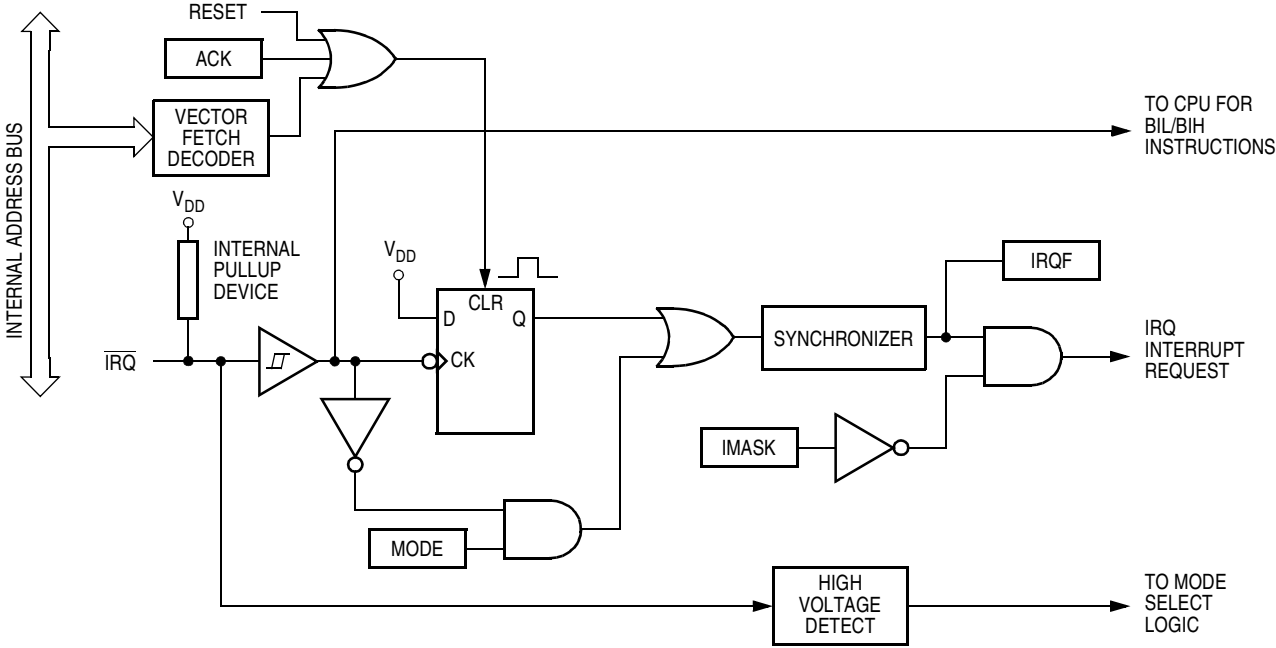 RESET
ACK
VECTOR
FETCH
DECODER
INTERNAL ADDRESS BUS
TO CPU FOR
BIL/BIH
INSTRUCTIONS
VDD
INTERNAL
PULLUP
DEVICE
VDD
CLR
D
Q
CK
IRQ
SYNCHRONIZER
IRQF
IRQ
INTERRUPT
REQUEST
IMASK
MODE
HIGH
VOLTAGE
DETECT
TO MODE
SELECT
LOGIC